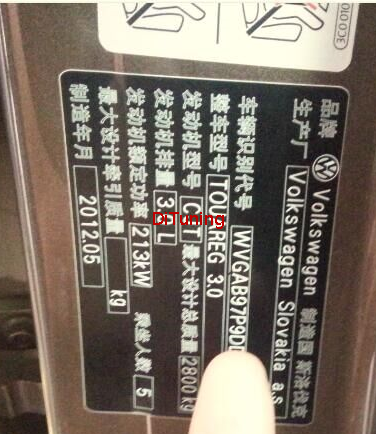 3C0 010
品牌 Volkswagen 制造国 斯洛伐克
生产厂 Volkswagen Slovakia a.s.
车辆识别代号 WVGAB97P9D
整车型号 TOUAREG 3.0
发动机型号 最大设计总质量 2800 kg
发动机排量 L
发动机额定功率 213kW 乘坐人数 5
最大设计牵引质量 kg
制造年月 2012.05
DiTuning